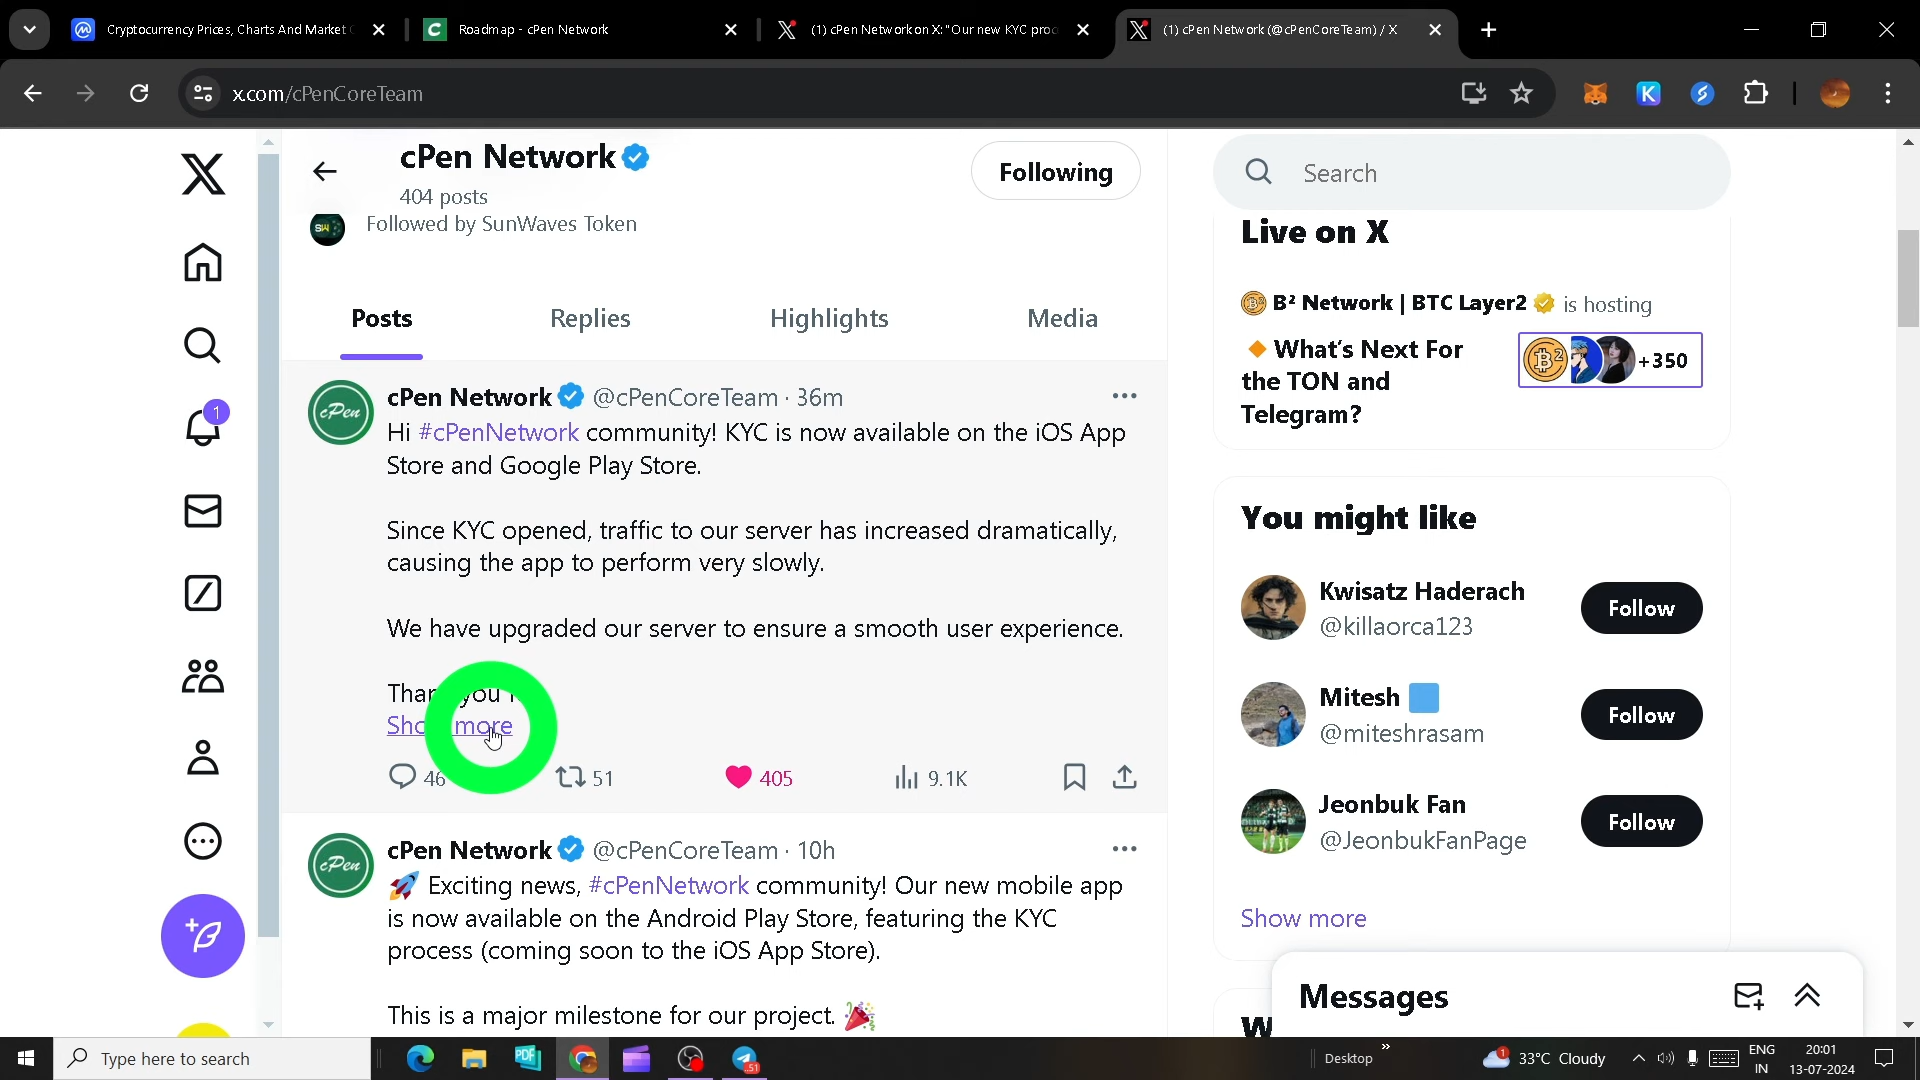 Cryptocurrency Prices, Charts And Market
Roadmap - cPen Network
(1) cPen Network on X: "Our new KYC proc
(1) cPen Network (@cPenCoreTeam) / X
x.com/cPenCoreTeam
cPen Network
404 posts
Following
Followed by SunWaves Token
Posts
Replies
Highlights
Media
cPen Network @cPenCoreTeam · 36m
Hi #cPenNetwork community! KYC is now available on the iOS App
Store and Google Play Store.
Since KYC opened, traffic to our server has increased dramatically,
causing the app to perform very slowly.
We have upgraded our server to ensure a smooth user experience.
you
more
46
51
405
9.1K
cPen Network @cPenCoreTeam · 10h
🚀 Exciting news, #cPenNetwork community! Our new mobile app
is now available on the Android Play Store, featuring the KYC
process (coming soon to the iOS App Store).
This is a major milestone for our project. 🎉
Search
Live on X
B² Network | BTC Layer2 is hosting
🔸What's Next For
the TON and
Telegram?
+350
You might like
Kwisatz Haderach
@killaorca123
Follow
Mitesh
@miteshrasam
Follow
Jeonbuk Fan
@JeonbukFanPage
Follow
Show more
Messages
Type here to search
Desktop
33°C Cloudy
ENG
IN
20:01
13-07-2024